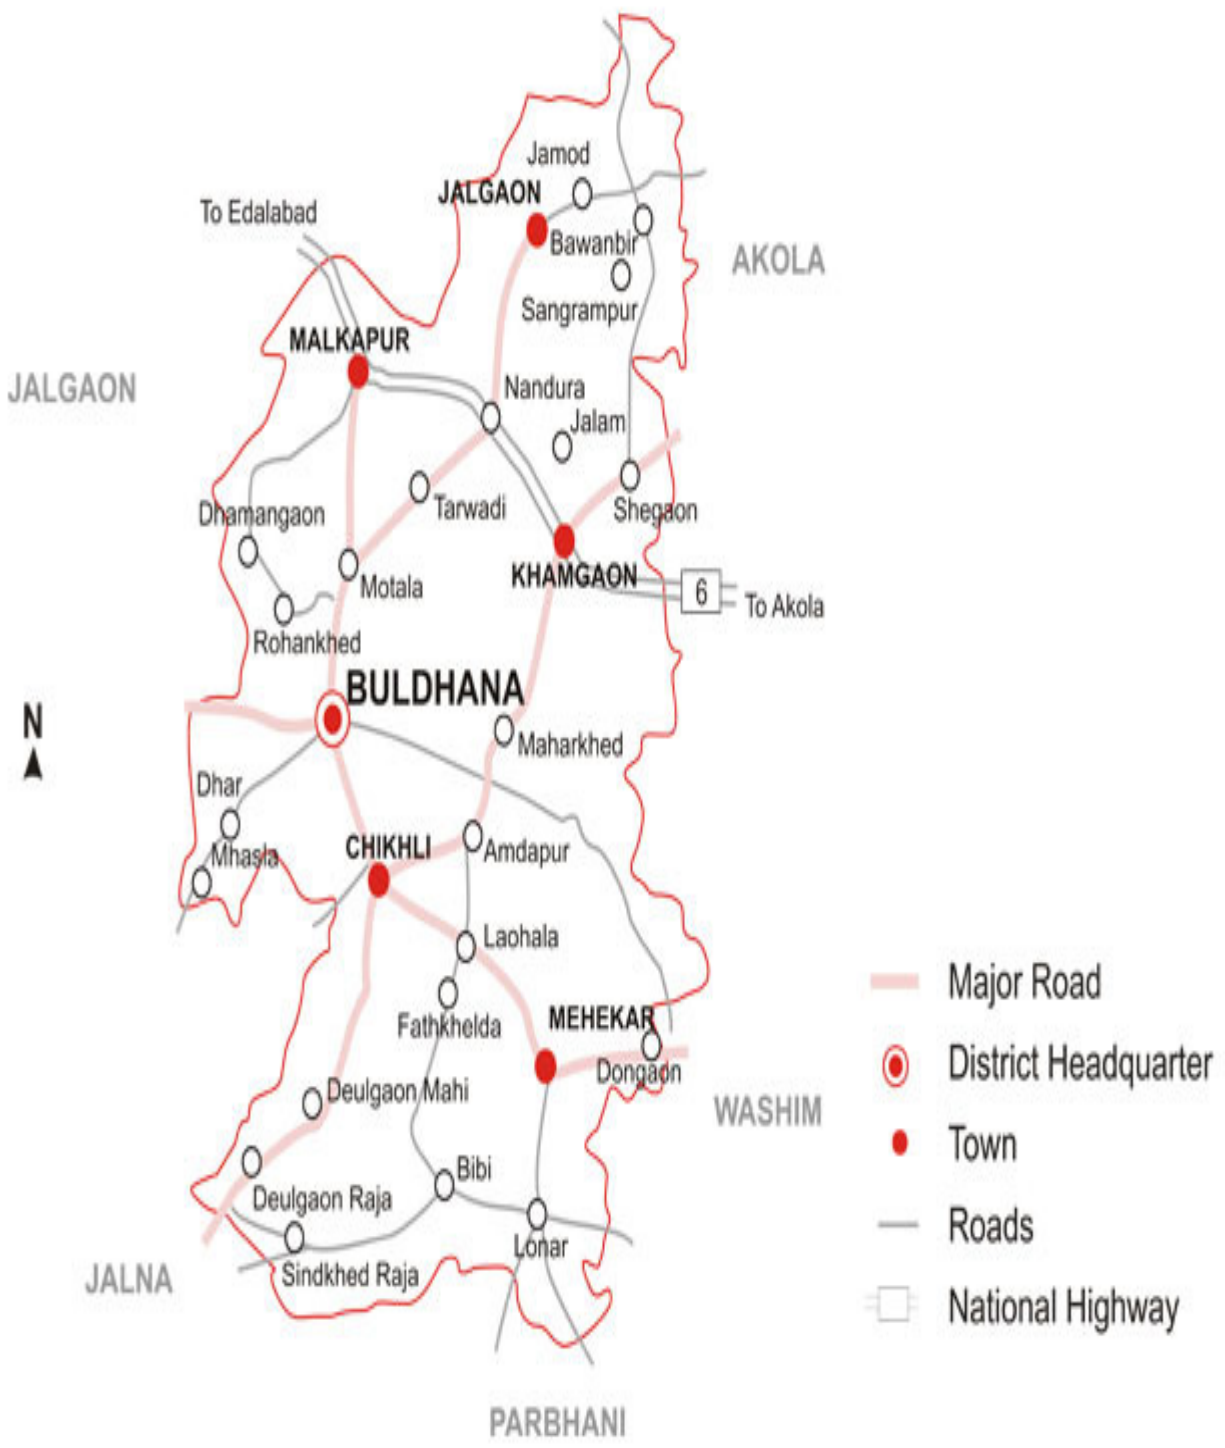 Jamod
JALGAON
To Edalabad
Bawanbir
AKOLA
Sangrampur
MALKAPUR
JALGAON
Nandura
Jalam
Tarwadi
Shegaon
Dhamangaon
KHAMGAON
Motala
6
To Akola
Rohankhed
BULDHANA
N
Maharkhed
Dhar
CHIKHLI
Amdapur
Mhasla
Laohala
Fathkhelda
MEHEKAR
Dongaon
Deulgaon Mahi
WASHIM
Bibi
Deulgaon Raja
Lonar
Sindkhed Raja
JALNA
PARBHANI
Major Road
District Headquarter
Town
Roads
National Highway